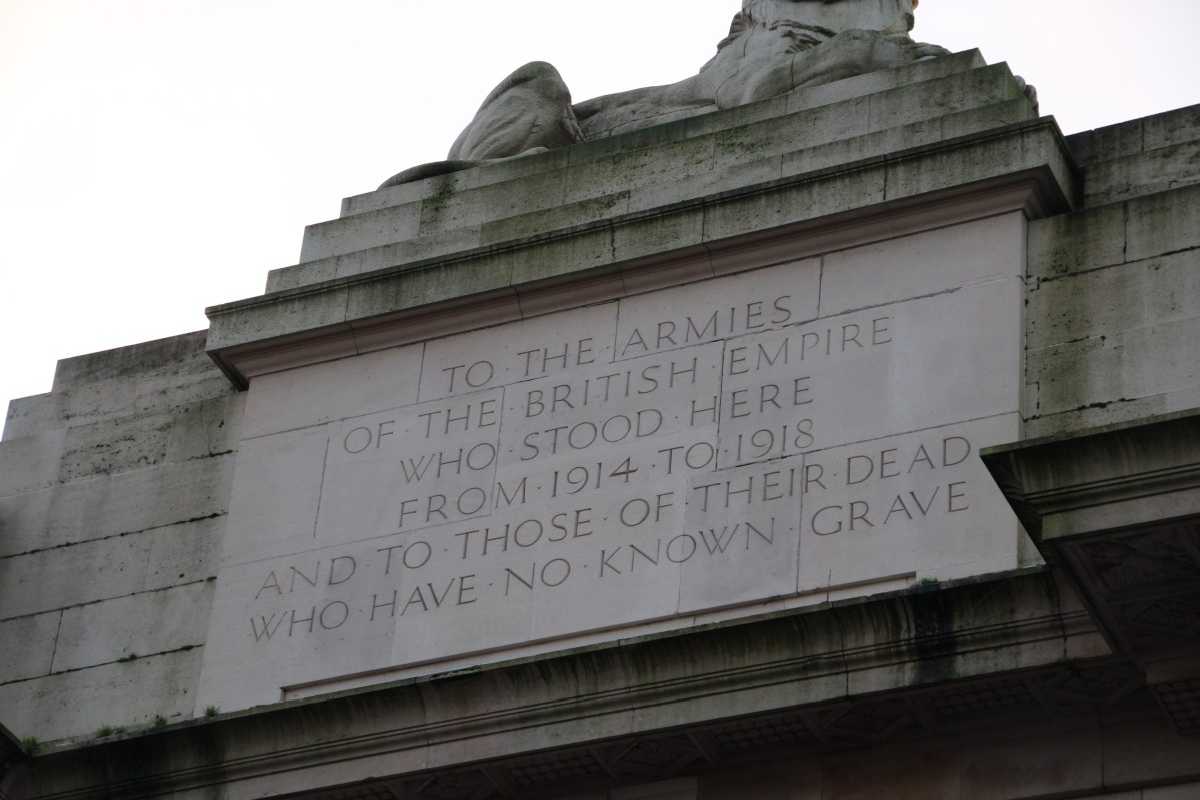 TO · THE · ARMIES
OF · THE · BRITISH · EMPIRE
WHO · STOOD · HERE
FROM · 1914 · TO · 1918
AND · TO · THOSE · OF · THEIR · DEAD
WHO · HAVE · NO · KNOWN · GRAVE